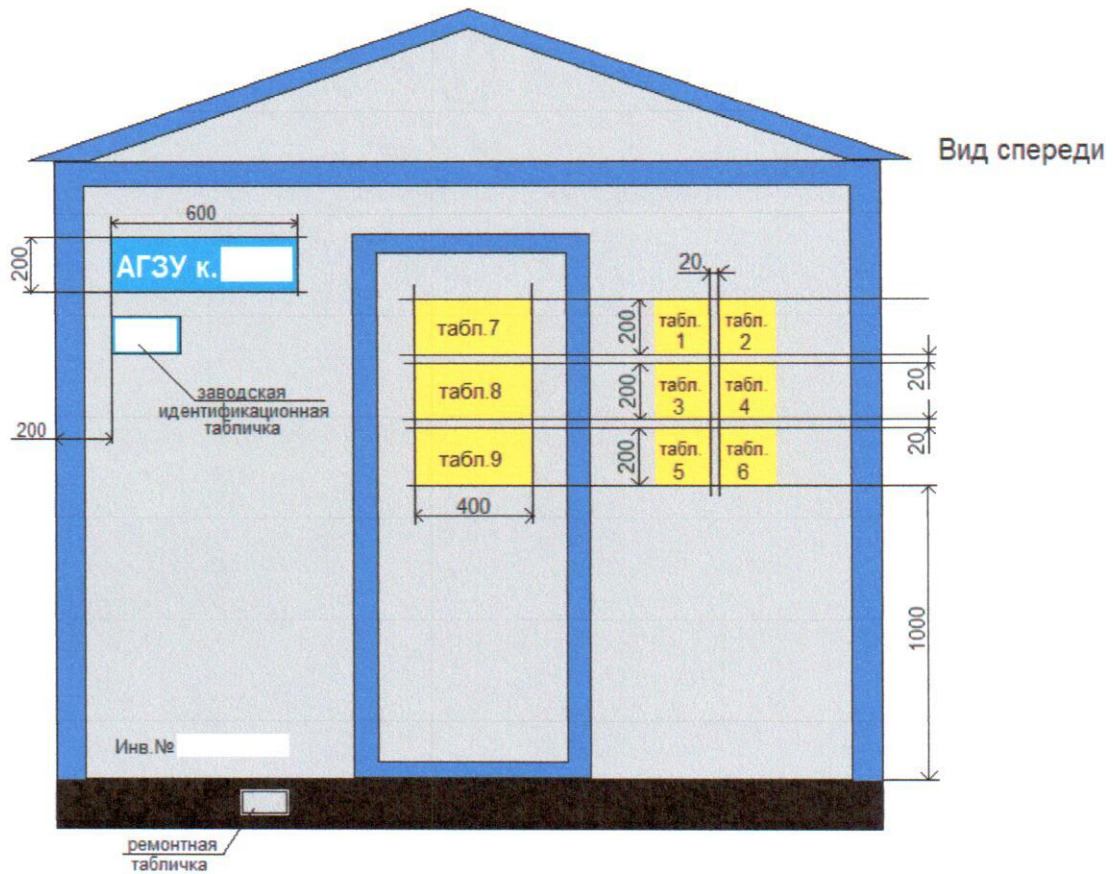 Вид спереди
600
200
АГЗУ к.
20
табл.7
200
табл.
1
табл.
2
20
табл.8
200
табл.
3
табл.
4
20
табл.9
200
табл.
5
табл.
6
400
заводская
идентификационная
табличка
200
1000
Инв.№
ремонтная
табличка